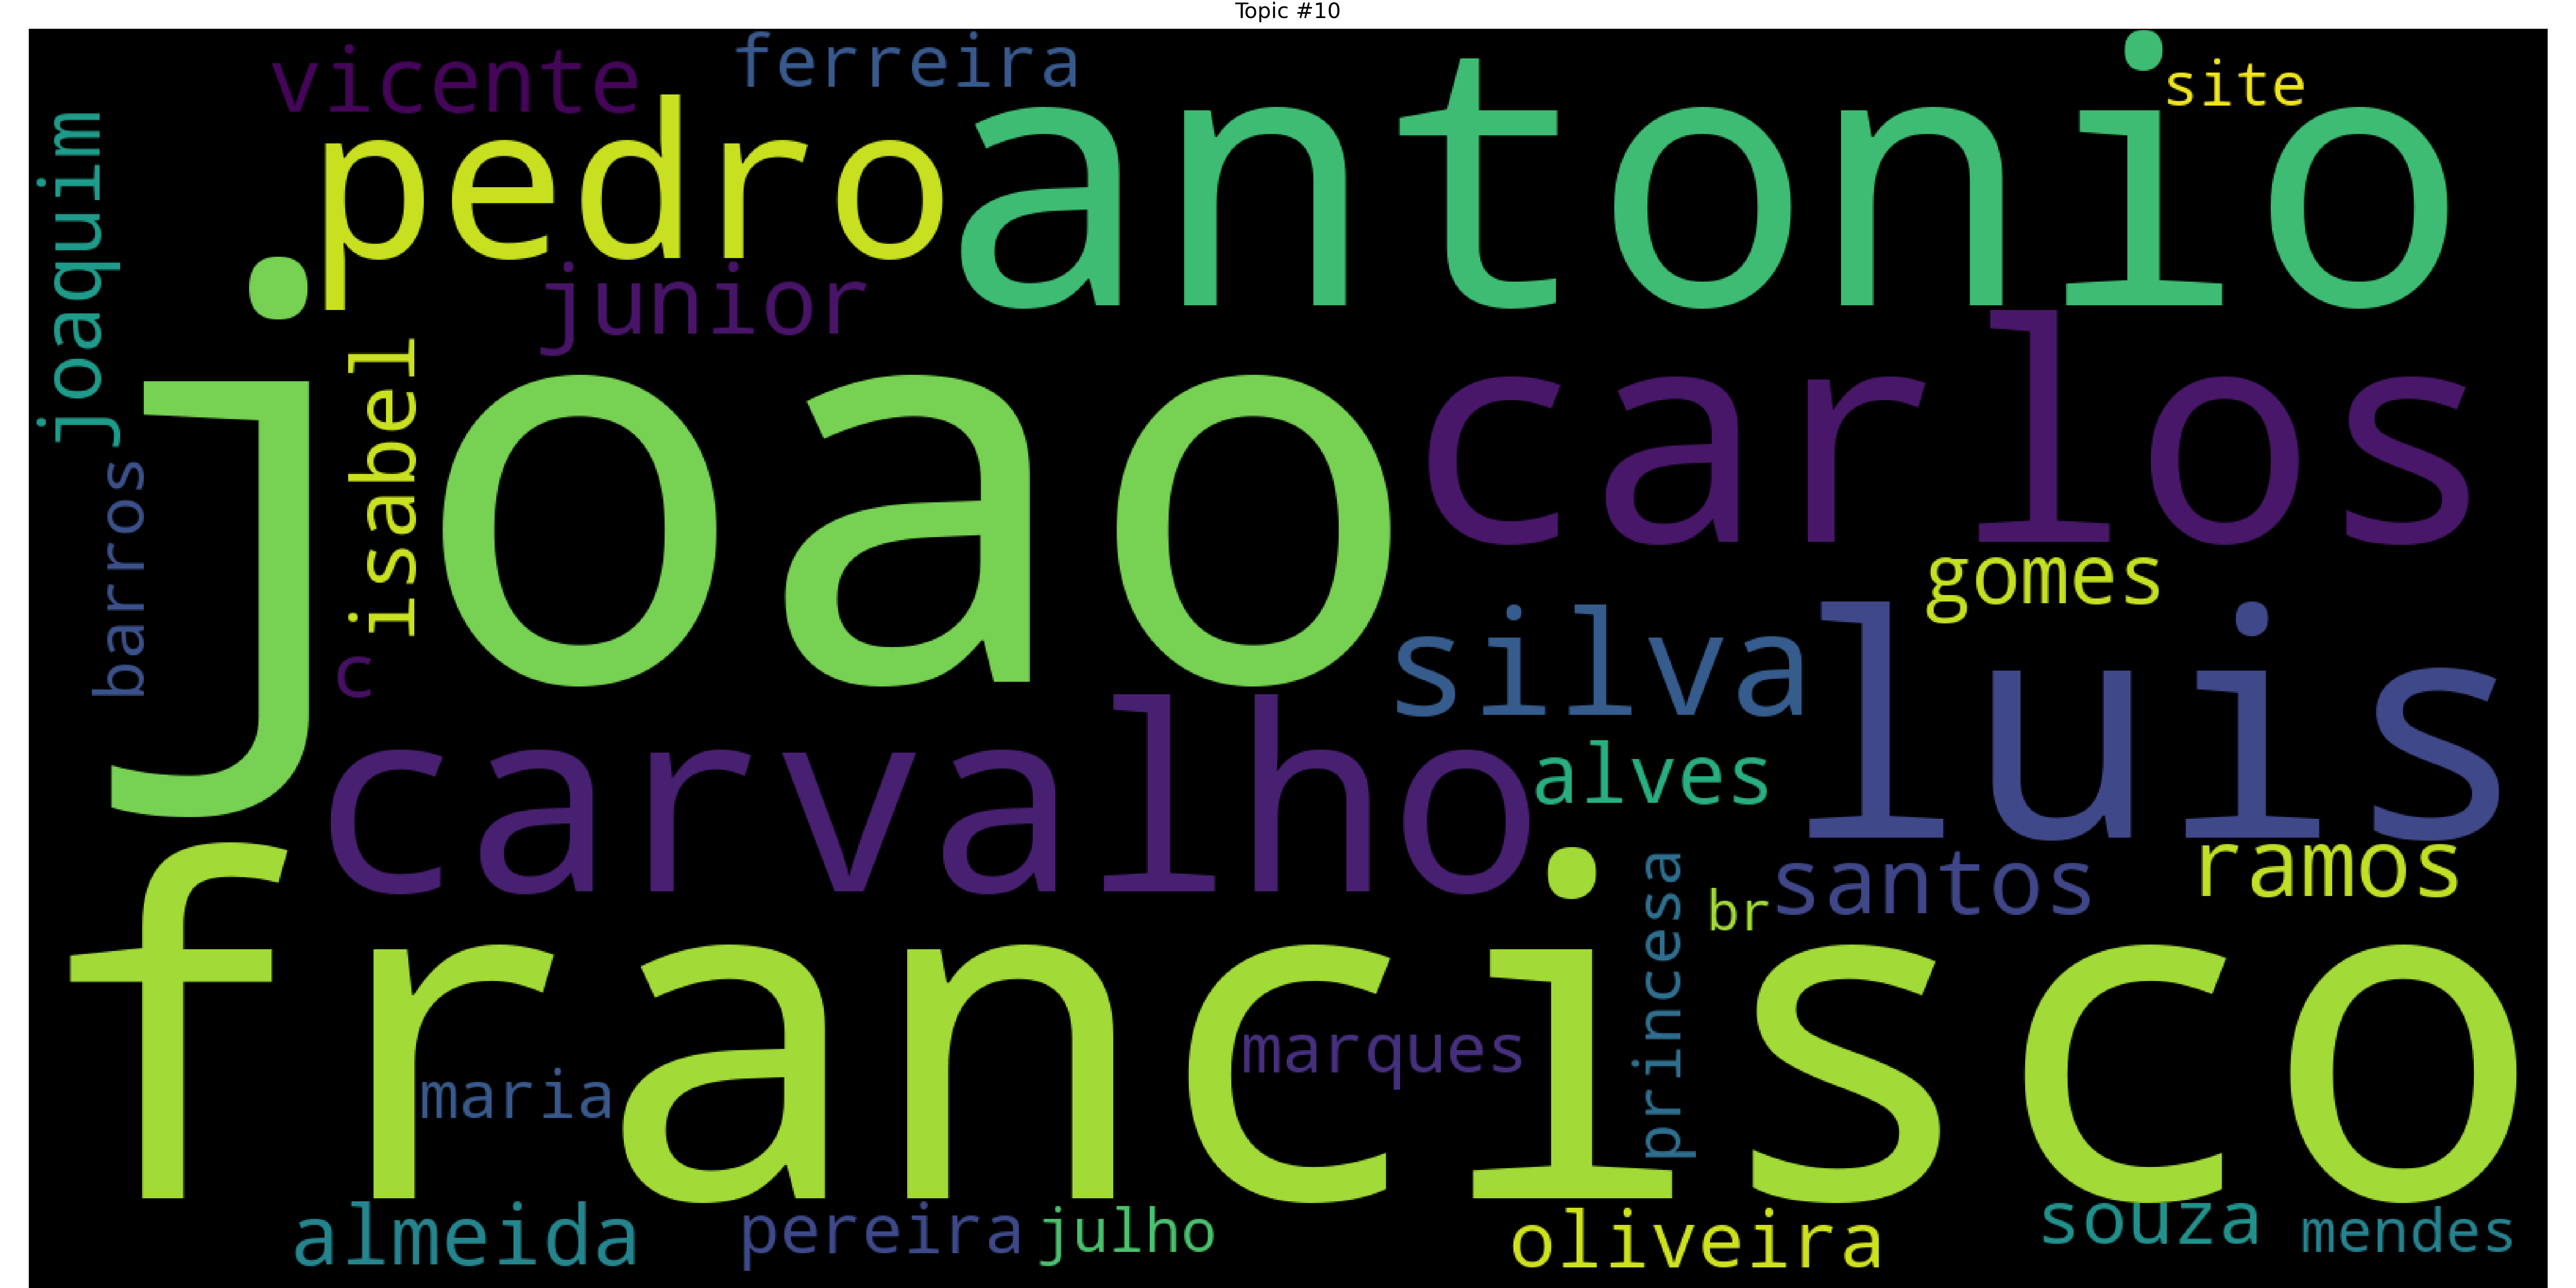 Topic #10
vicente
ferreira
site
pedro
antonio
joaquim
junior
isabel
joao
carlos
barros
gomes
c
silva
luis
carvalho
alves
princesa
br
santos
ramos
francisco
marques
maria
almeida
pereira
julho
oliveira
souza
mendes